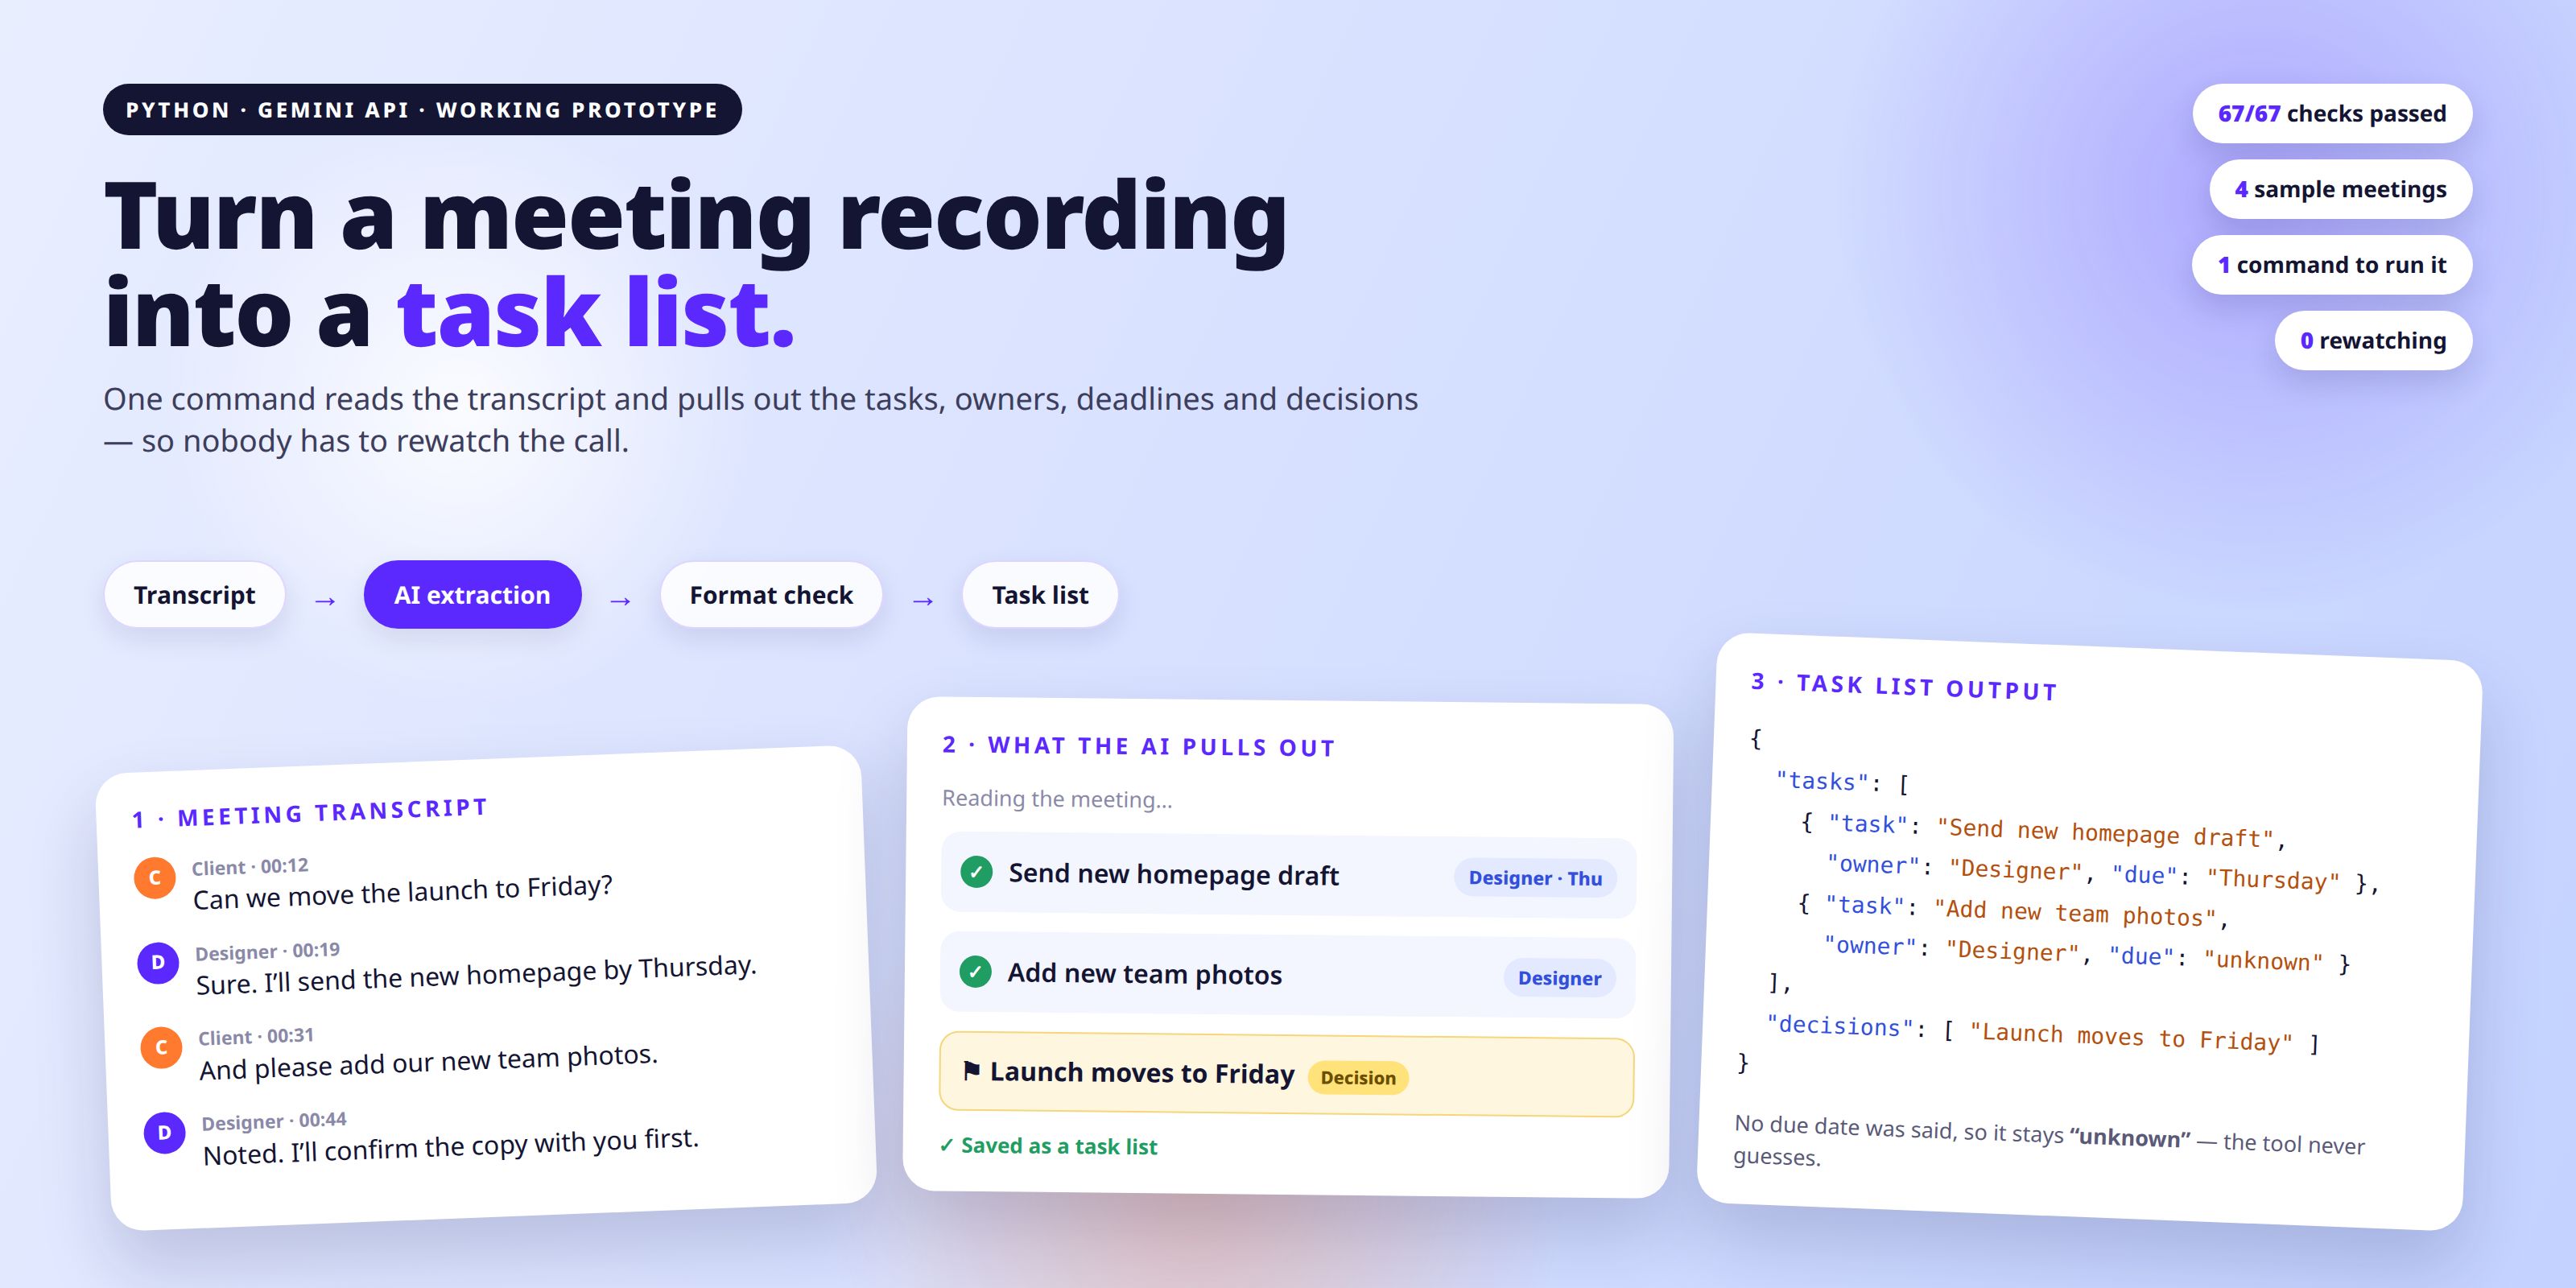 PYTHON · GEMINI API · WORKING PROTOTYPE
Turn a meeting recording
into a task list.
One command reads the transcript and pulls out the tasks, owners, deadlines and decisions
— so nobody has to rewatch the call.
67/67 checks passed
4 sample meetings
1 command to run it
0 rewatching
Transcript → AI extraction → Format check → Task list
1 · MEETING TRANSCRIPT
C
Client · 00:12
Can we move the launch to Friday?
D
Designer · 00:19
Sure. I’ll send the new homepage by Thursday.
C
Client · 00:31
And please add our new team photos.
D
Designer · 00:44
Noted. I’ll confirm the copy with you first.
2 · WHAT THE AI PULLS OUT
Reading the meeting...
✓ Send new homepage draft Designer · Thu
✓ Add new team photos Designer
⚑ Launch moves to Friday Decision
✓ Saved as a task list
3 · TASK LIST OUTPUT
{
"tasks": [
{ "task": "Send new homepage draft",
"owner": "Designer", "due": "Thursday" },
{ "task": "Add new team photos",
"owner": "Designer", "due": "unknown" }
],
"decisions": [ "Launch moves to Friday" ]
}
No due date was said, so it stays “unknown” — the tool never
guesses.